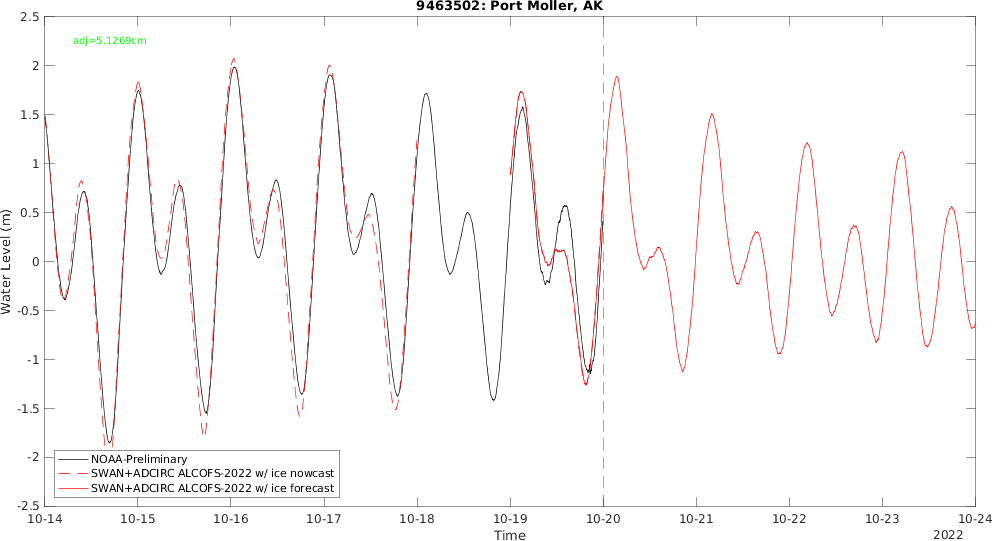 9463502: Port Moller, AK
adj=5.1269cm
2.5
2
1.5
1
0.5
0
-0.5
-1
-1.5
-2
-2.5
Water Level (m)
NOAA-Preliminary
SWAN+ADCIRC ALCOFS-2022 w/ ice nowcast
SWAN+ADCIRC ALCOFS-2022 w/ ice forecast
10-14 10-15 10-16 10-17 10-18 10-19 10-20 10-21 10-22 10-23 10-24
Time
2022